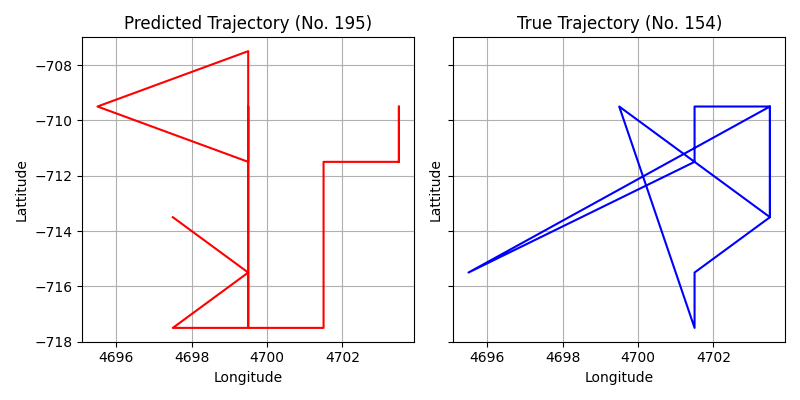 Predicted Trajectory (No. 195)
True Trajectory (No. 154)
−708
−710
−712
−714
−716
−718
Lattitude
Lattitude
4696 4698 4700 4702
4696 4698 4700 4702
Longitude
Longitude